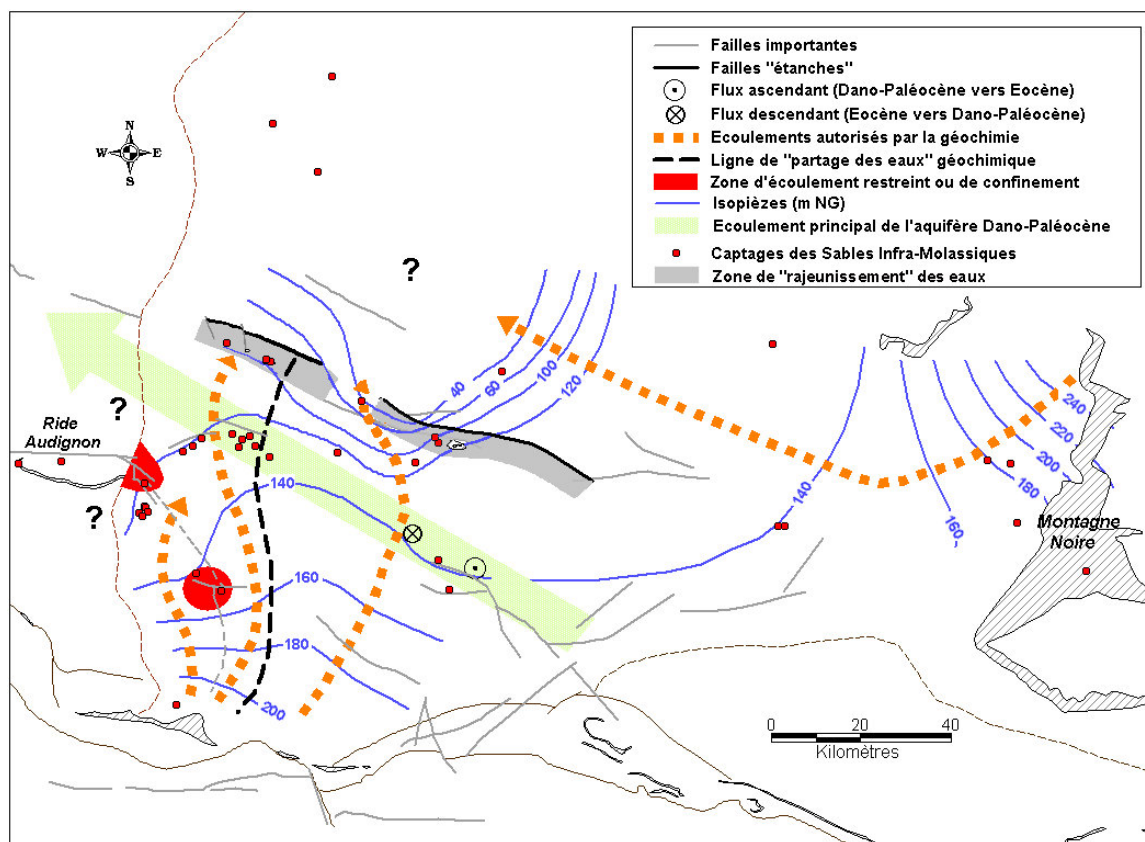 Failles importantes
Failles "étanches"
Flux ascendant (Dano-Paléocène vers Eocène)
Flux descendant (Eocène vers Dano-Paléocène)
Ecoulements autorisés par la géochimie
Ligne de "partage des eaux" géochimique
Zone d'écoulement restreint ou de confinement
Isopièzes (m NG)
Ecoulement principal de l'aquifère Dano-Paléocène
Captages des Sables Infra-Molassiques
Zone de "rajeunissement" des eaux
N
W E
S
?
40
60
100
120
240
220
200
180
160
140
?
Ride
Audignon
?
140
160
180
200
Montagne
Noire
0 20 40
Kilomètres